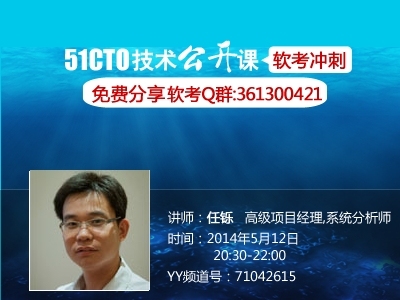 51CTO技术公开课 软考冲刺
免费分享软考Q群:361300421
讲师：任铄 高级项目经理,系统分析师
时间：2014年5月12日
20:30-22:00
YY频道号：71042615